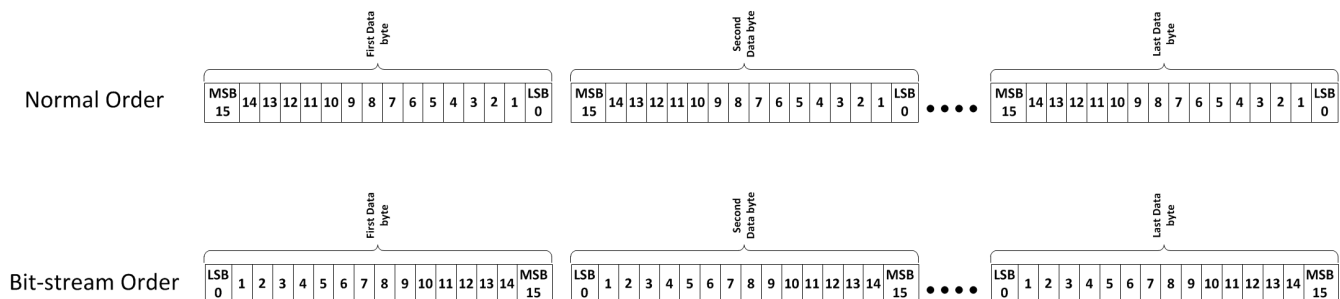 First Data
byte
Second
Data byte
Last Data
byte
Normal Order
MSB 15 14 13 12 11 10 9 8 7 6 5 4 3 2 1 LSB 0
MSB 15 14 13 12 11 10 9 8 7 6 5 4 3 2 1 LSB 0
MSB 15 14 13 12 11 10 9 8 7 6 5 4 3 2 1 LSB 0
First Data
byte
Second
Data byte
Last Data
byte
Bit-stream Order
LSB 0 1 2 3 4 5 6 7 8 9 10 11 12 13 14 MSB 15
LSB 0 1 2 3 4 5 6 7 8 9 10 11 12 13 14 MSB 15
LSB 0 1 2 3 4 5 6 7 8 9 10 11 12 13 14 MSB 15